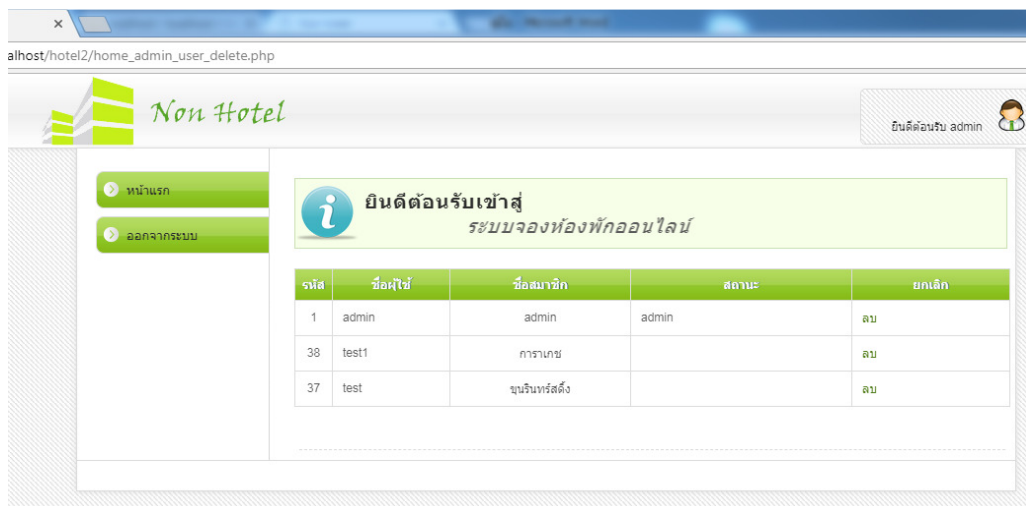 alhost/hotel2/home_admin_user_delete.php
Non Hotel
ยินดีต้อนรับ admin
หน้าแรก
ออกจากระบบ
ยินดีต้อนรับเข้าสู่
ระบบจองห้องพักออนไลน์
รหัส ชื่อผู้ใช้ ชื่อสมาชิก สถานะ ยกเลิก
1 admin admin admin ลบ
38 test1 การาเกช ลบ
37 test ขุนรินทร์สติ้ง ลบ